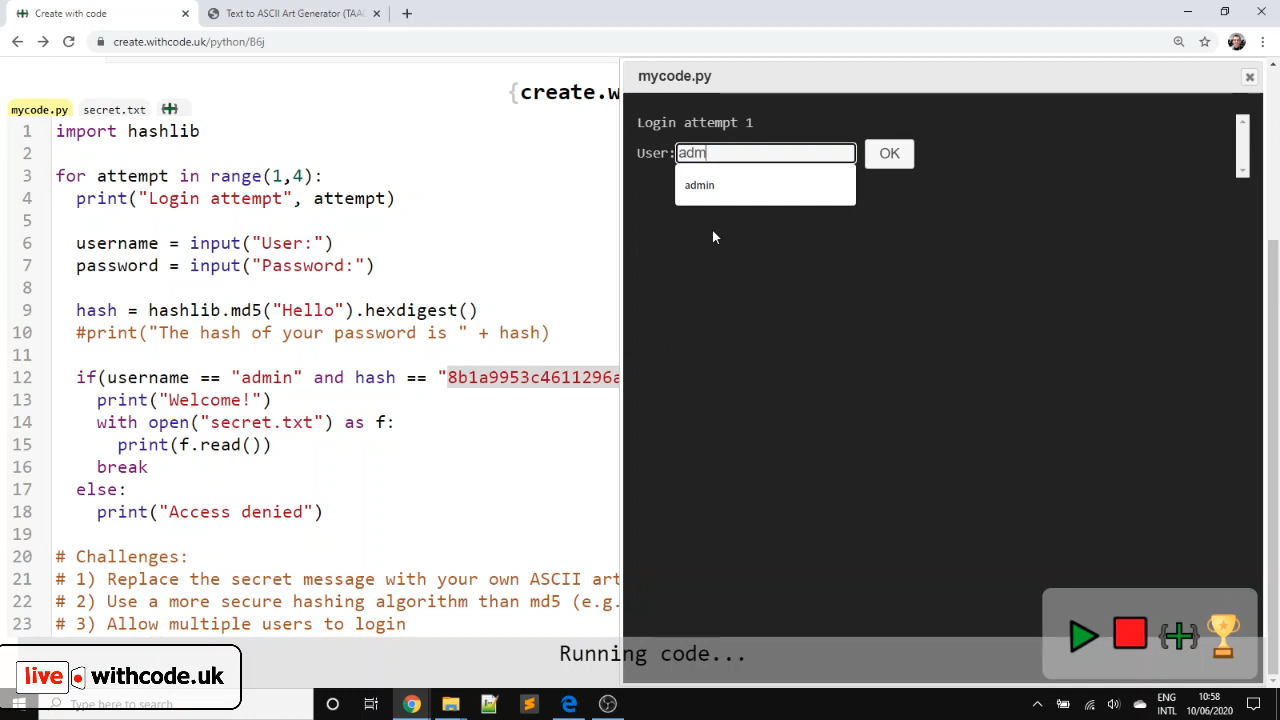 Create with code
Text to ASCII Art Generator (TAAG
create.withcode.uk/python/B6j
{create.w
mycode.py
mycode.py secret.txt
1 import hashlib
2
3 for attempt in range(1,4):
4 print("Login attempt", attempt)
5
6 username = input("User:")
7 password = input("Password:")
8
9 hash = hashlib.md5("Hello").hexdigest()
10 #print("The hash of your password is " + hash)
11
12 if(username == "admin" and hash == "8b1a9953c4611296a
13 print("Welcome!")
14 with open("secret.txt") as f:
15 print(f.read())
16 break
17 else:
18 print("Access denied")
19
20 # Challenges:
21 # 1) Replace the secret message with your own ASCII art
22 # 2) Use a more secure hashing algorithm than md5 (e.g.
23 # 3) Allow multiple users to login
Login attempt 1
User: adm OK
admin
Running code...
live withcode.uk
Type here to search
ENG
INTL
10:58
10/06/2020